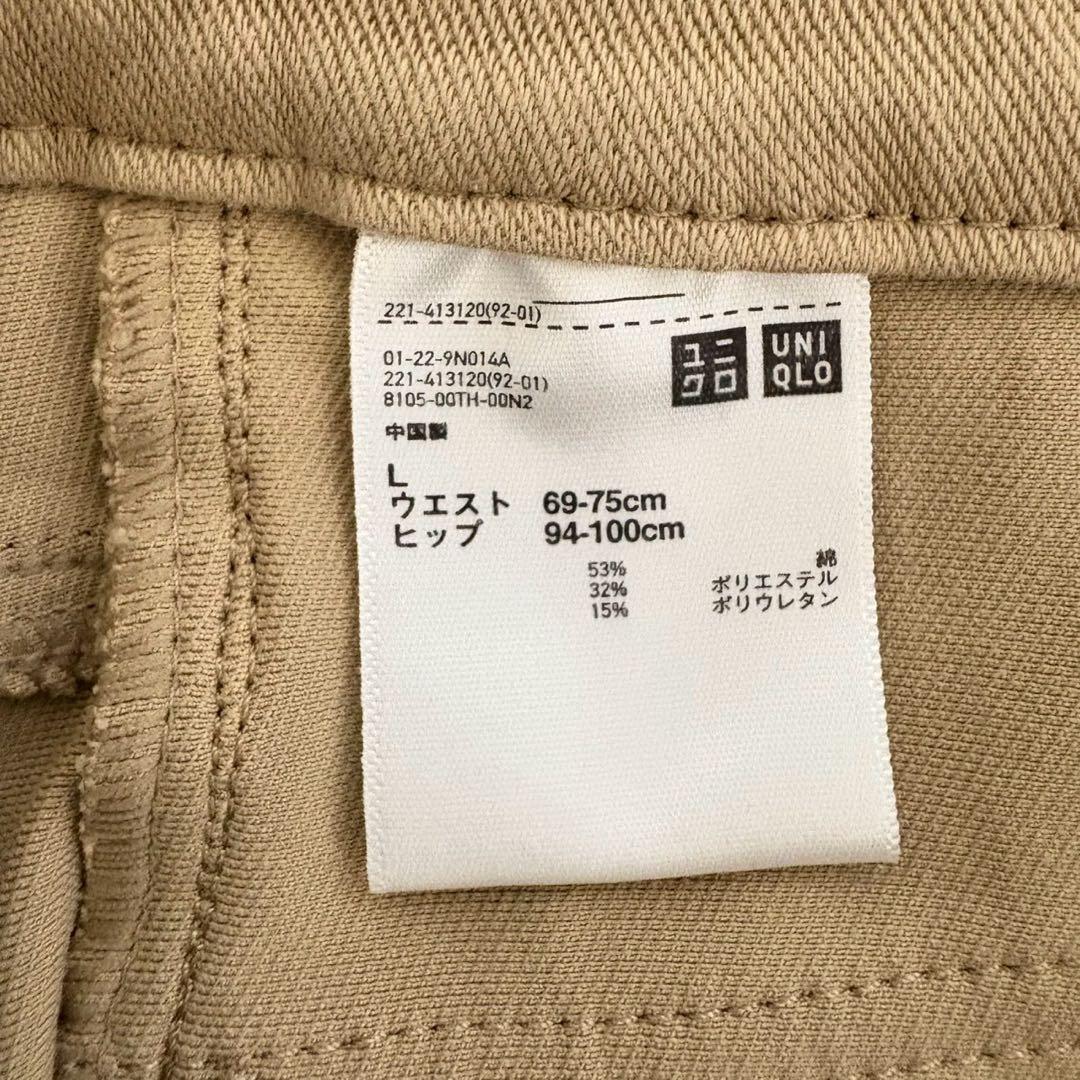 221-413120(92-01)
01-22-9N014A
221-413120(92-01)
8105-00TH-00N2
中国製
ユニ
クロ
UNI
QLO
L
ウエスト 69-75cm
ヒップ 94-100cm
53% 綿
32% ポリエステル
15% ポリウレタン